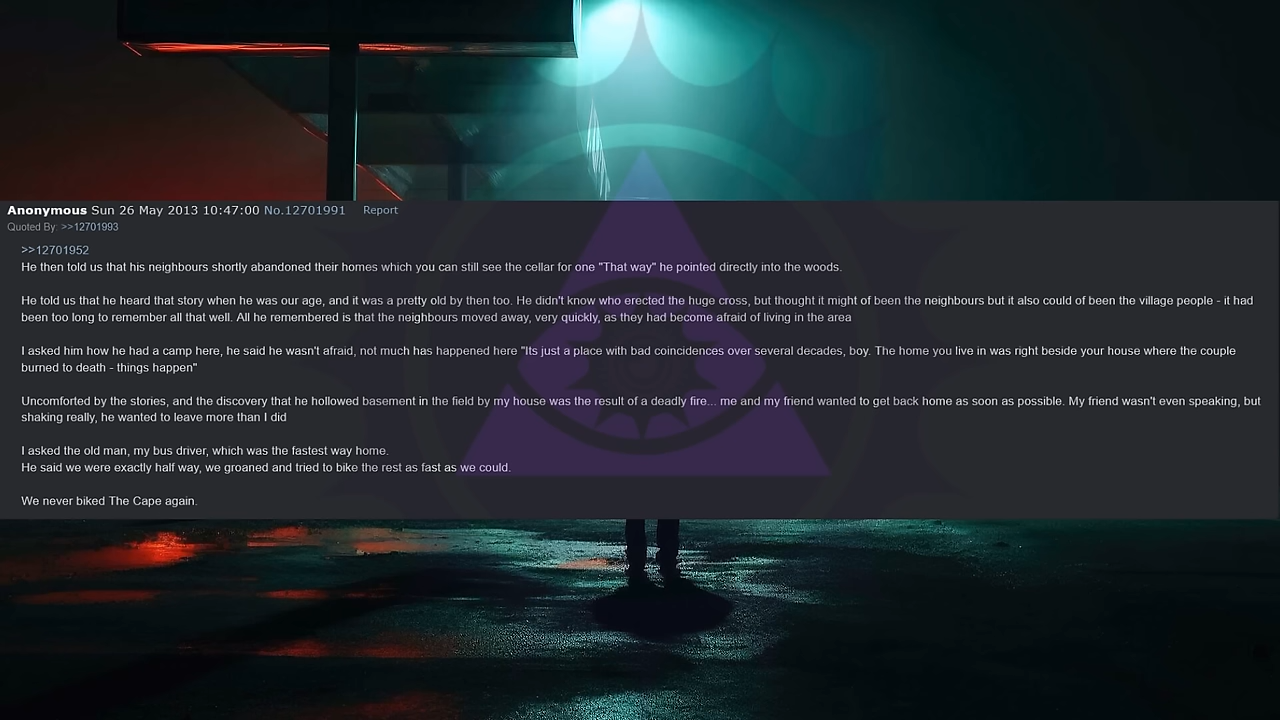 Anonymous Sun 26 May 2013 10:47:00 No.12701991 Report
Quoted By: >>12701993
>>12701952
He then told us that his neighbours shortly abandoned their homes which you can still see the cellar for one "That way" he pointed directly into the woods.
He told us that he heard that story when he was our age, and it was a pretty old by then too. He didn't know who erected the huge cross, but thought it might of been the neighbours but it also could of been the village people - it had
been too long to remember all that well. All he remembered is that the neighbours moved away, very quickly, as they had become afraid of living in the area
I asked him how he had a camp here, he said he wasn't afraid, not much has happened here "Its just a place with bad coincidences over several decades, boy. The home you live in was right beside your house where the couple
burned to death - things happen"
Uncomforted by the stories, and the discovery that he hollowed basement in the field by my house was the result of a deadly fire... me and my friend wanted to get back home as soon as possible. My friend wasn't even speaking, but
shaking really, he wanted to leave more than I did
I asked the old man, my bus driver, which was the fastest way home.
He said we were exactly half way, we groaned and tried to bike the rest as fast as we could.
We never biked The Cape again.